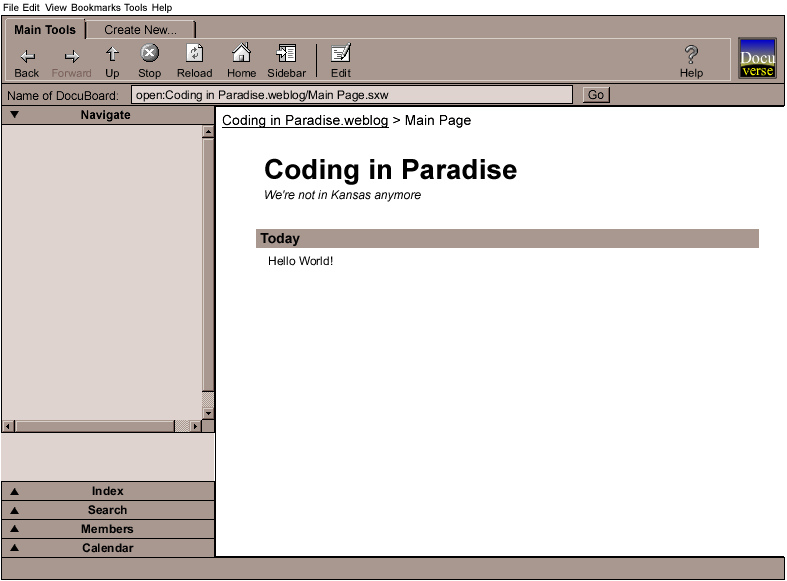 File Edit View Bookmarks Tools Help
Main Tools Create New...
Back Forward Up Stop Reload Home Sidebar Edit Help
Docu
verse
Name of DocuBoard: open:Coding in Paradise.weblog/Main Page.sxw Go
Navigate
Coding in Paradise.weblog > Main Page
Coding in Paradise
We're not in Kansas anymore
Today
Hello World!
Index
Search
Members
Calendar